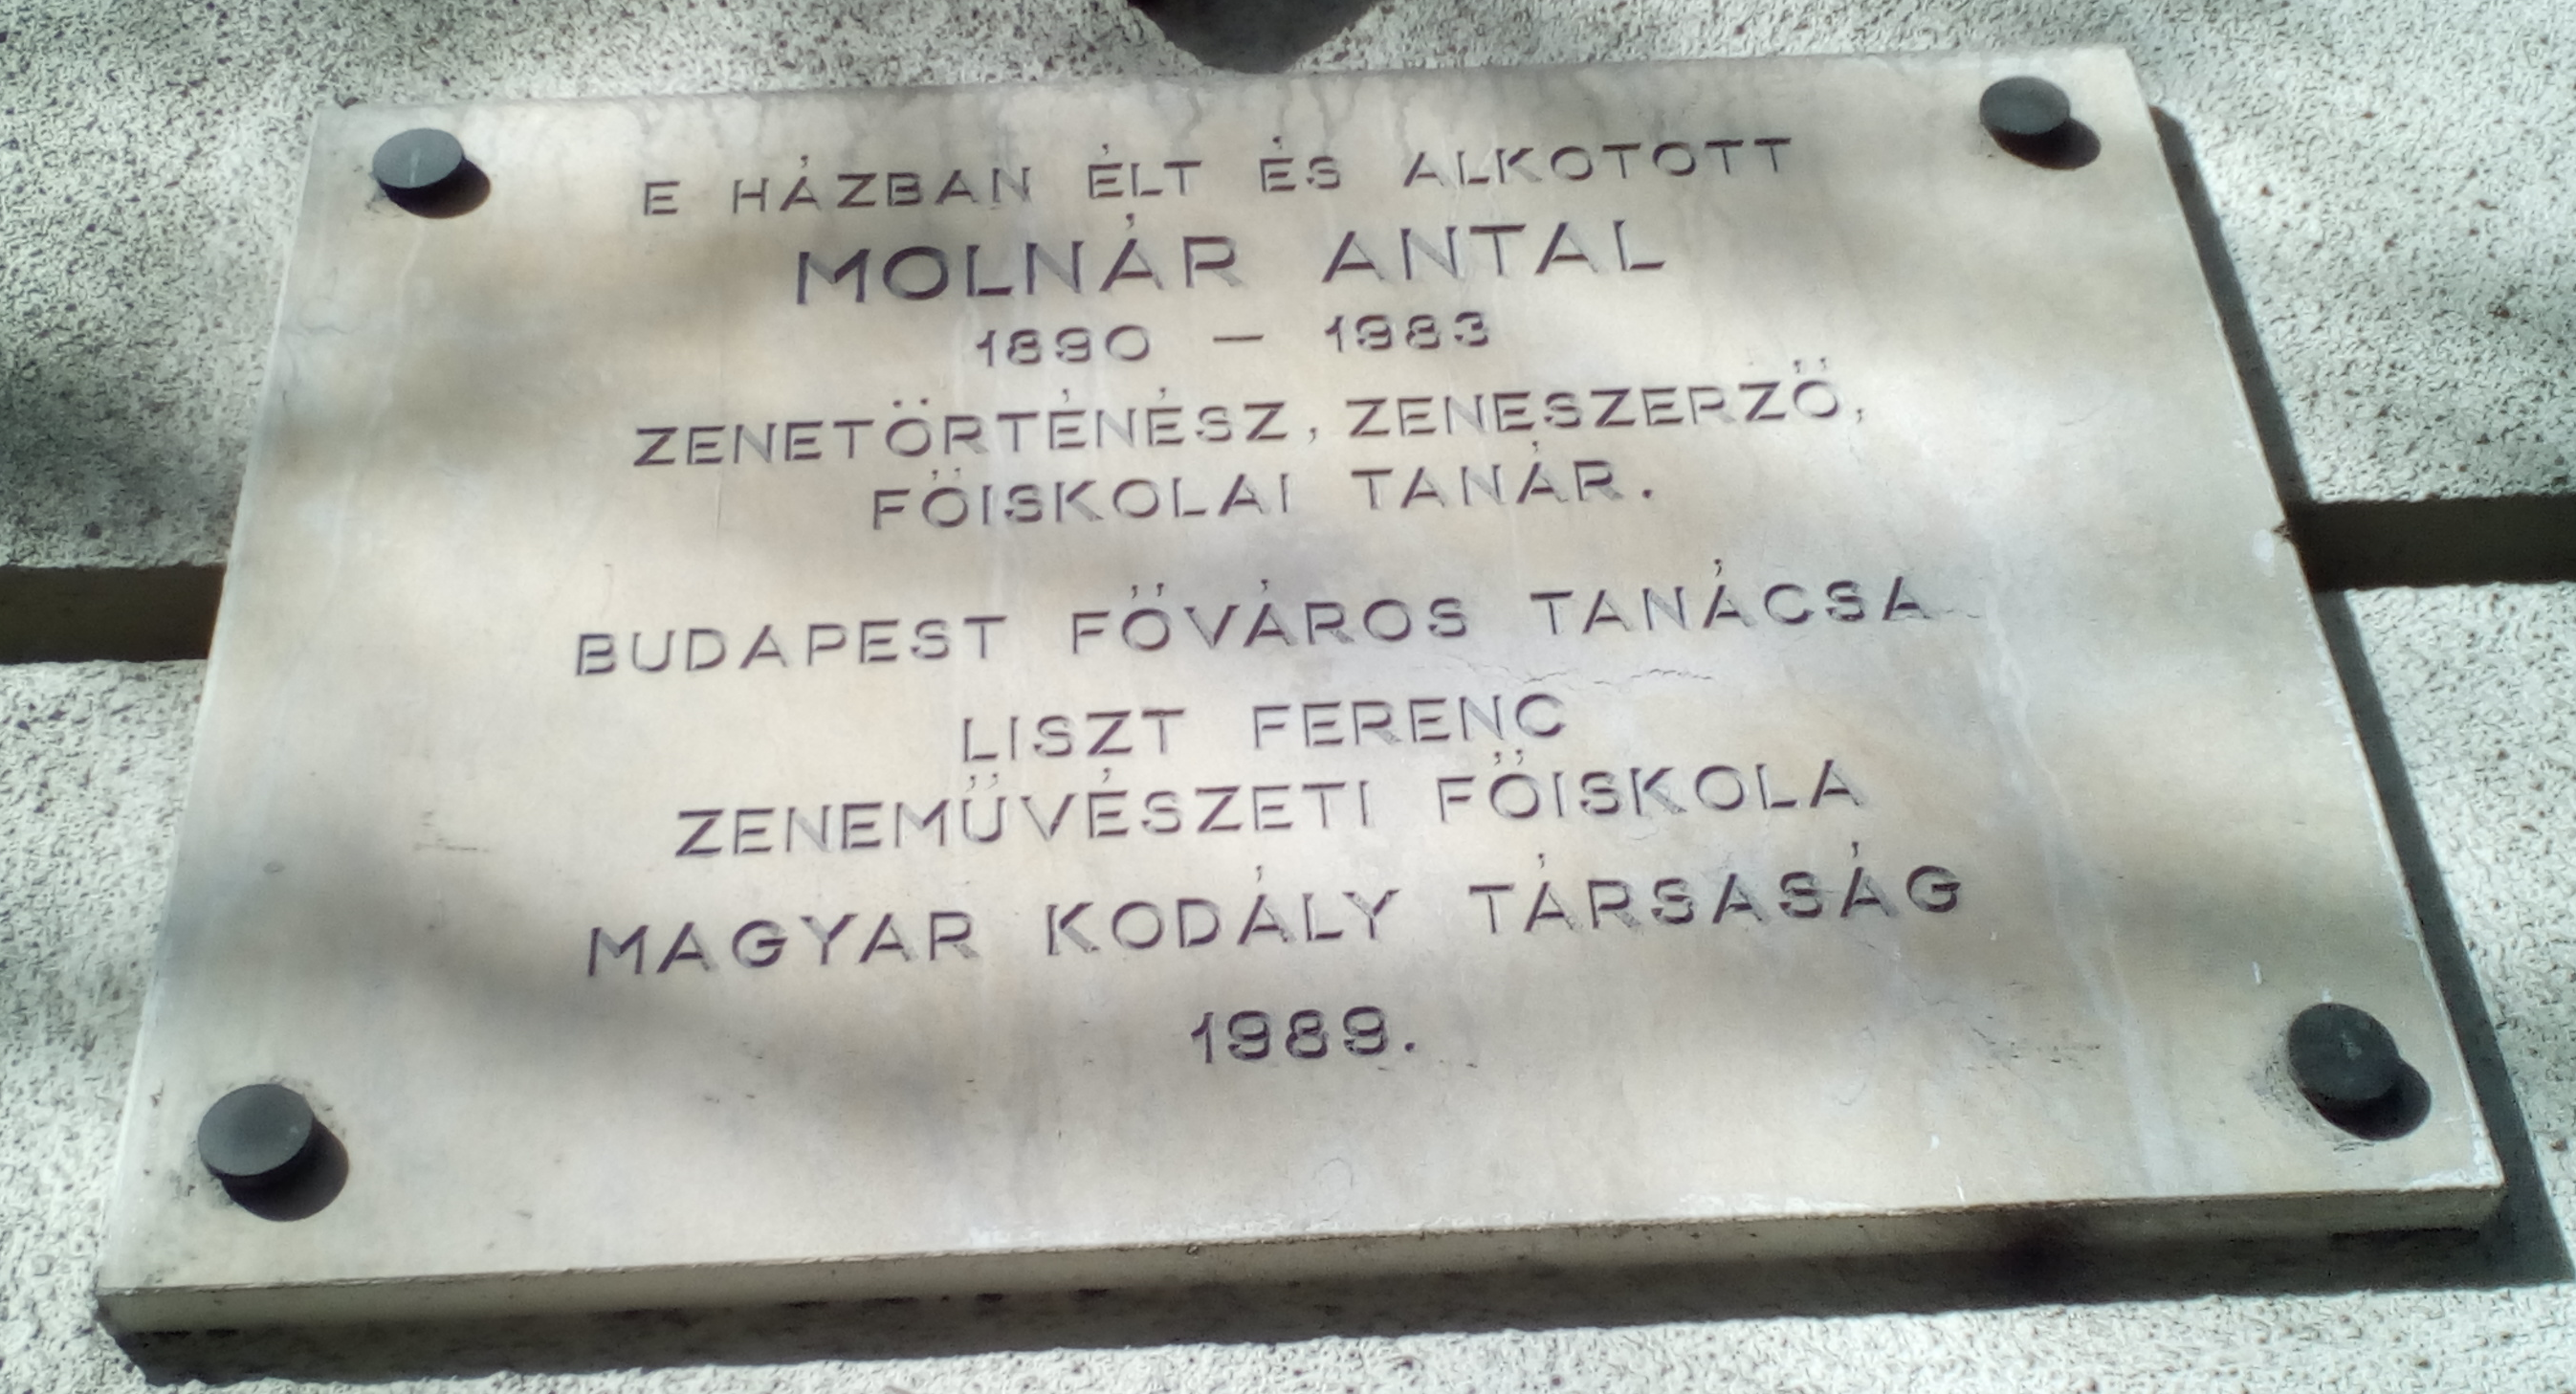 E HÁZBAN ÉLT ÉS ALKOTOTT
MOLNÁR ANTAL
1890 – 1983
ZENETÖRTÉNÉSZ, ZENESZERZŐ,
FŐISKOLAI TANÁR.
BUDAPEST FŐVÁROS TANÁCSA
LISZT FERENC
ZENEMŰVÉSZETI FŐISKOLA
MAGYAR KODÁLY TÁRSASÁG
1989.